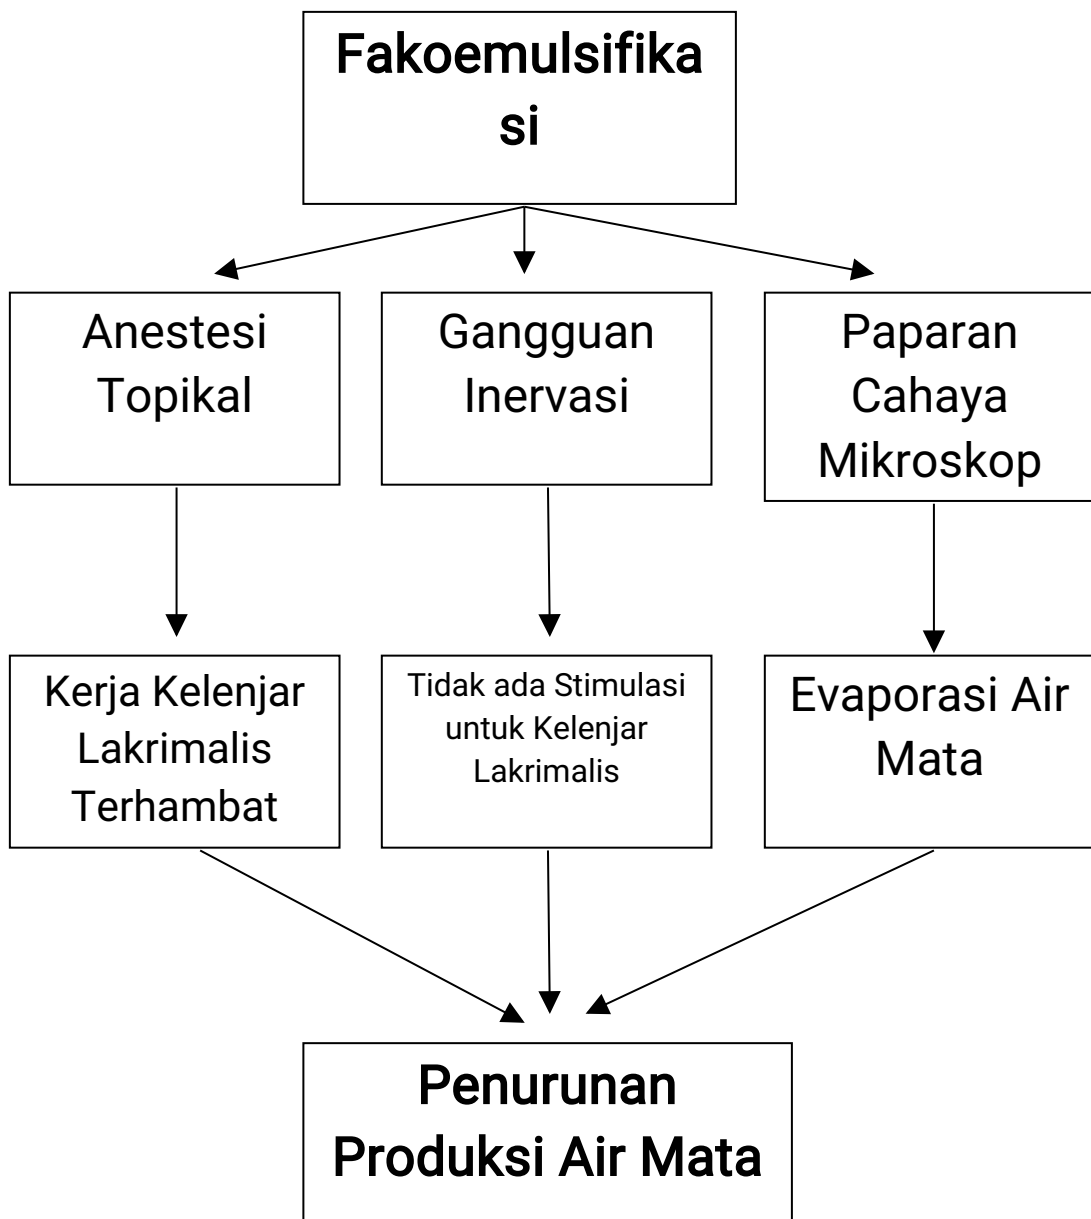 Fakoemulsifika
si
Anestesi
Topikal
Gangguan
Inervasi
Paparan
Cahaya
Mikroskop
Kerja Kelenjar
Lakrimalis
Terhambat
Tidak ada Stimulasi
untuk Kelenjar
Lakrimalis
Evaporasi Air
Mata
Penurunan
Produksi Air Mata